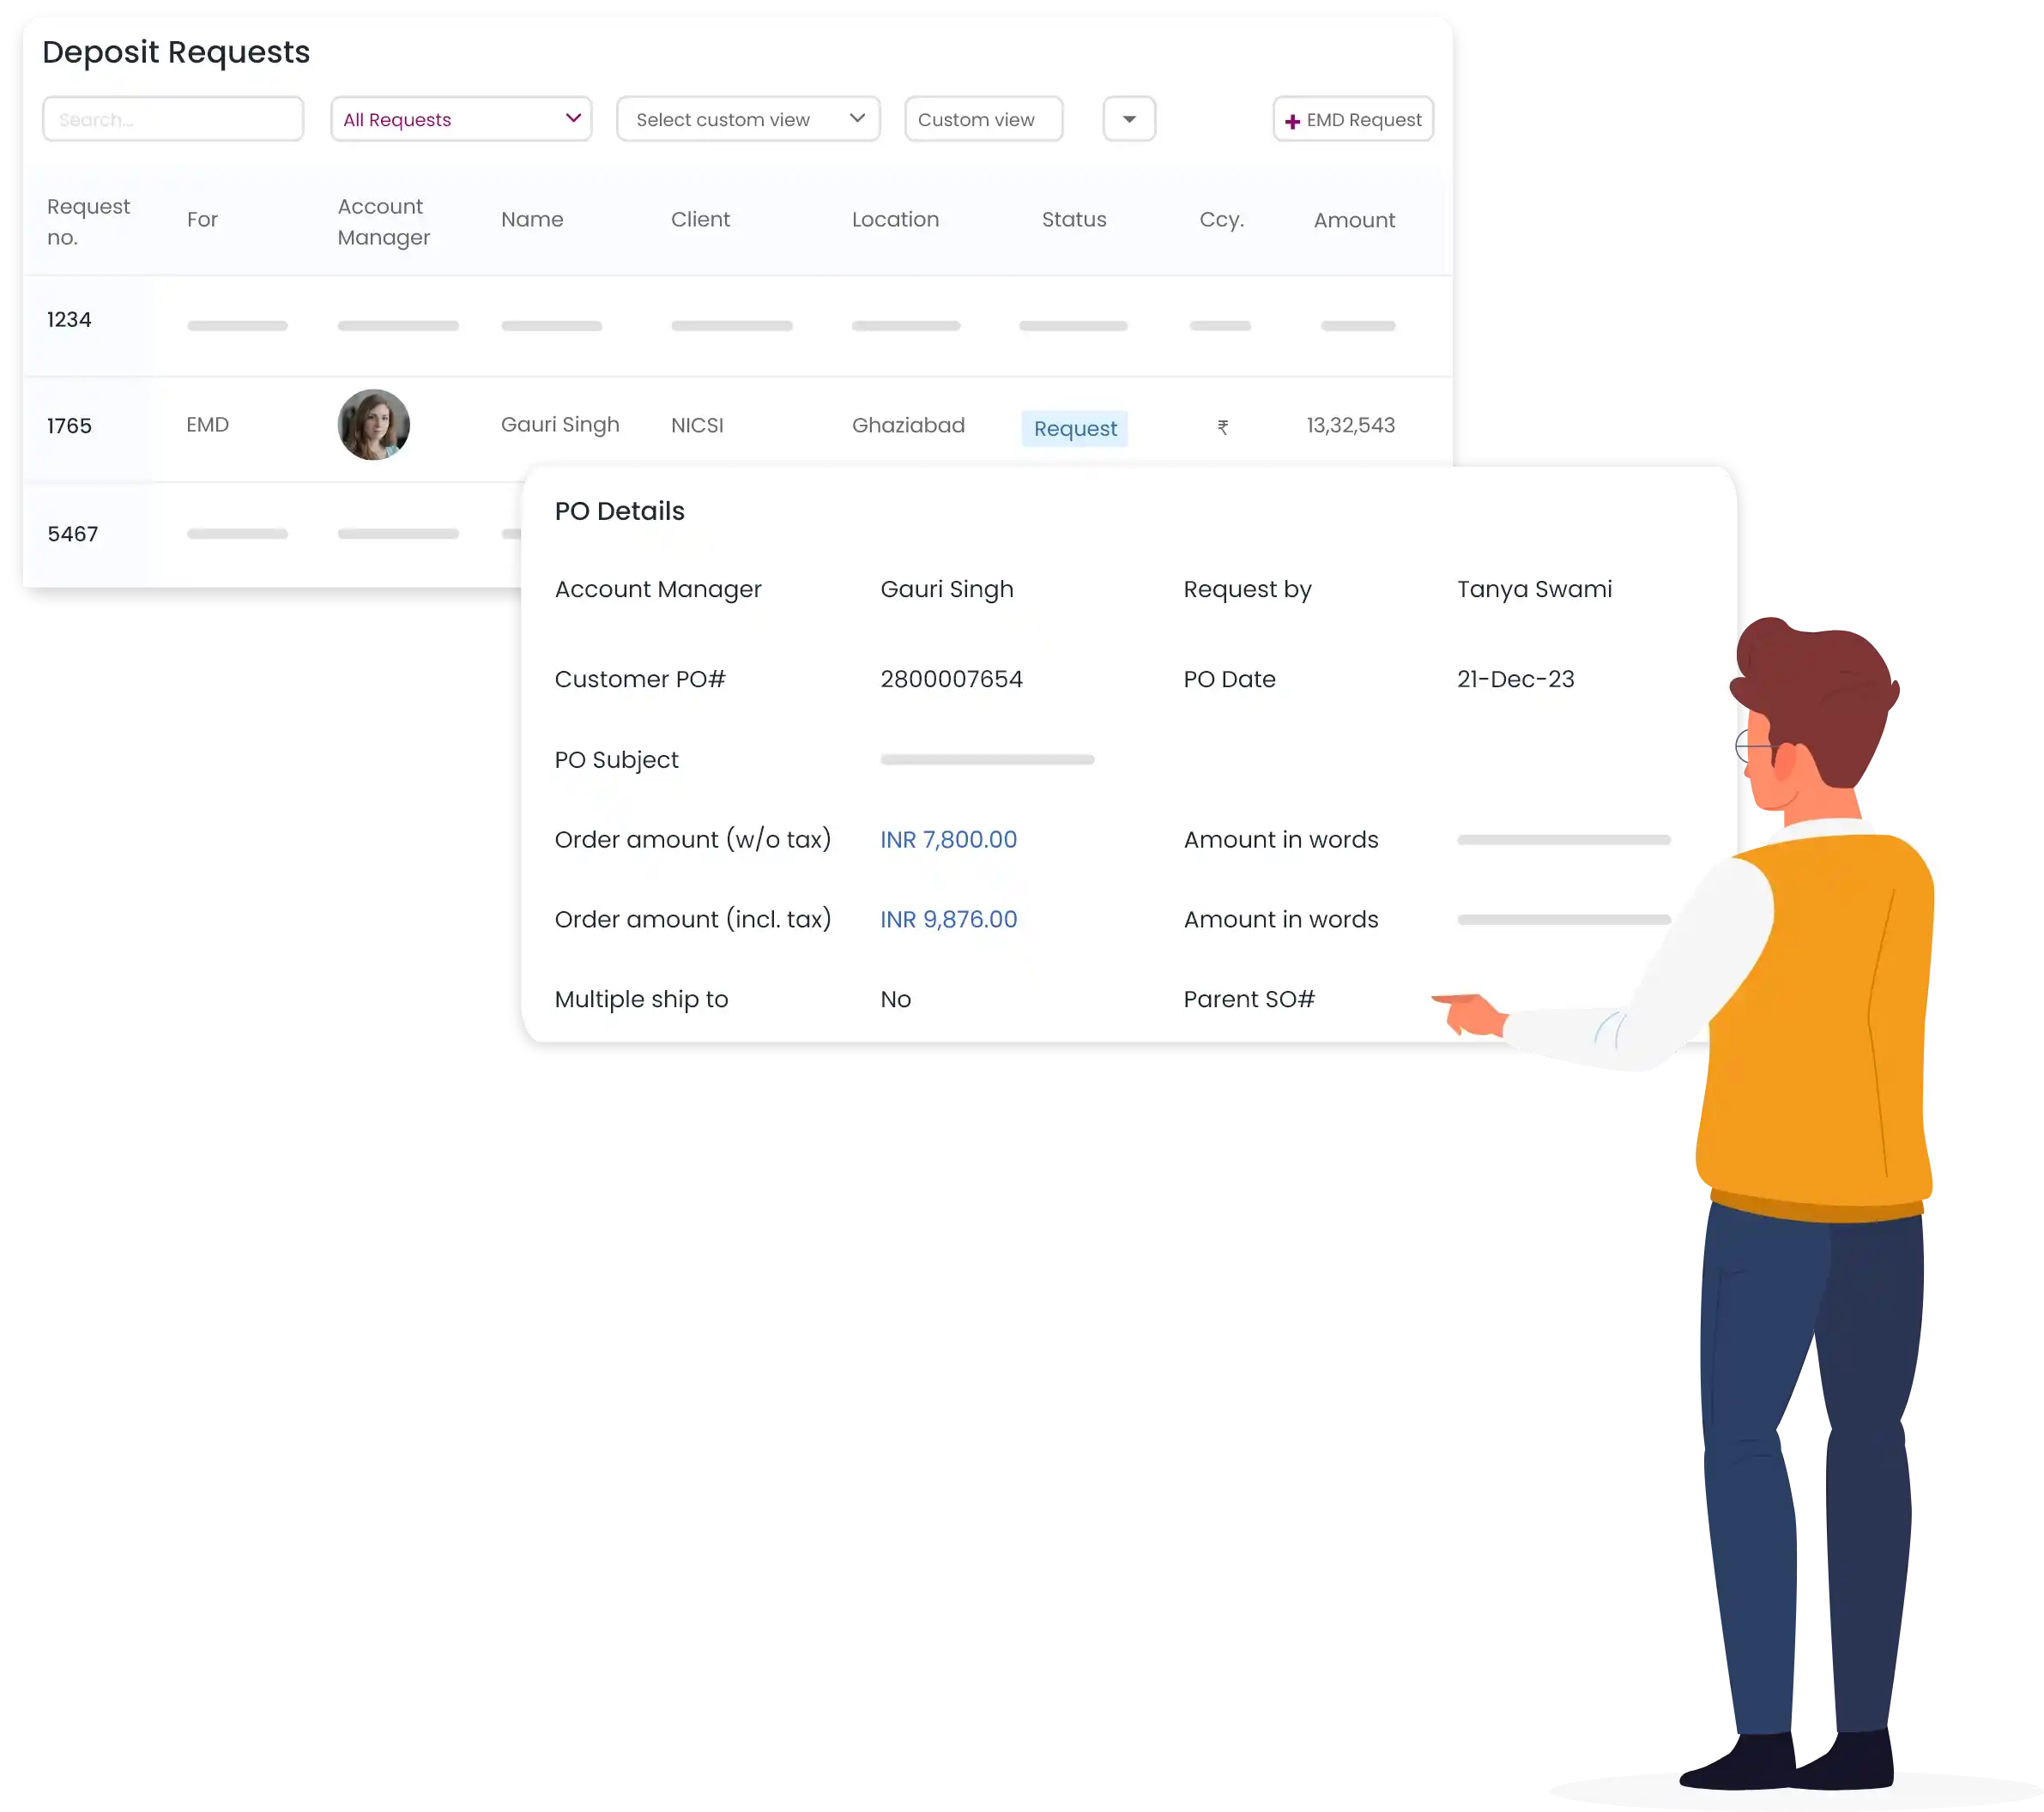 Deposit Requests
Search...
All Requests
Select custom view
Custom view
+ EMD Request
Request no.
For
Account Manager
Name
Client
Location
Status
Ccy.
Amount
1234
1765
EMD
Gauri Singh
NICSI
Ghaziabad
Request
₹
13,32,543
5467
PO Details
Account Manager
Gauri Singh
Request by
Tanya Swami
Customer PO#
2800007654
PO Date
21-Dec-23
PO Subject
Order amount (w/o tax)
INR 7,800.00
Amount in words
Order amount (incl. tax)
INR 9,876.00
Amount in words
Multiple ship to
No
Parent SO#